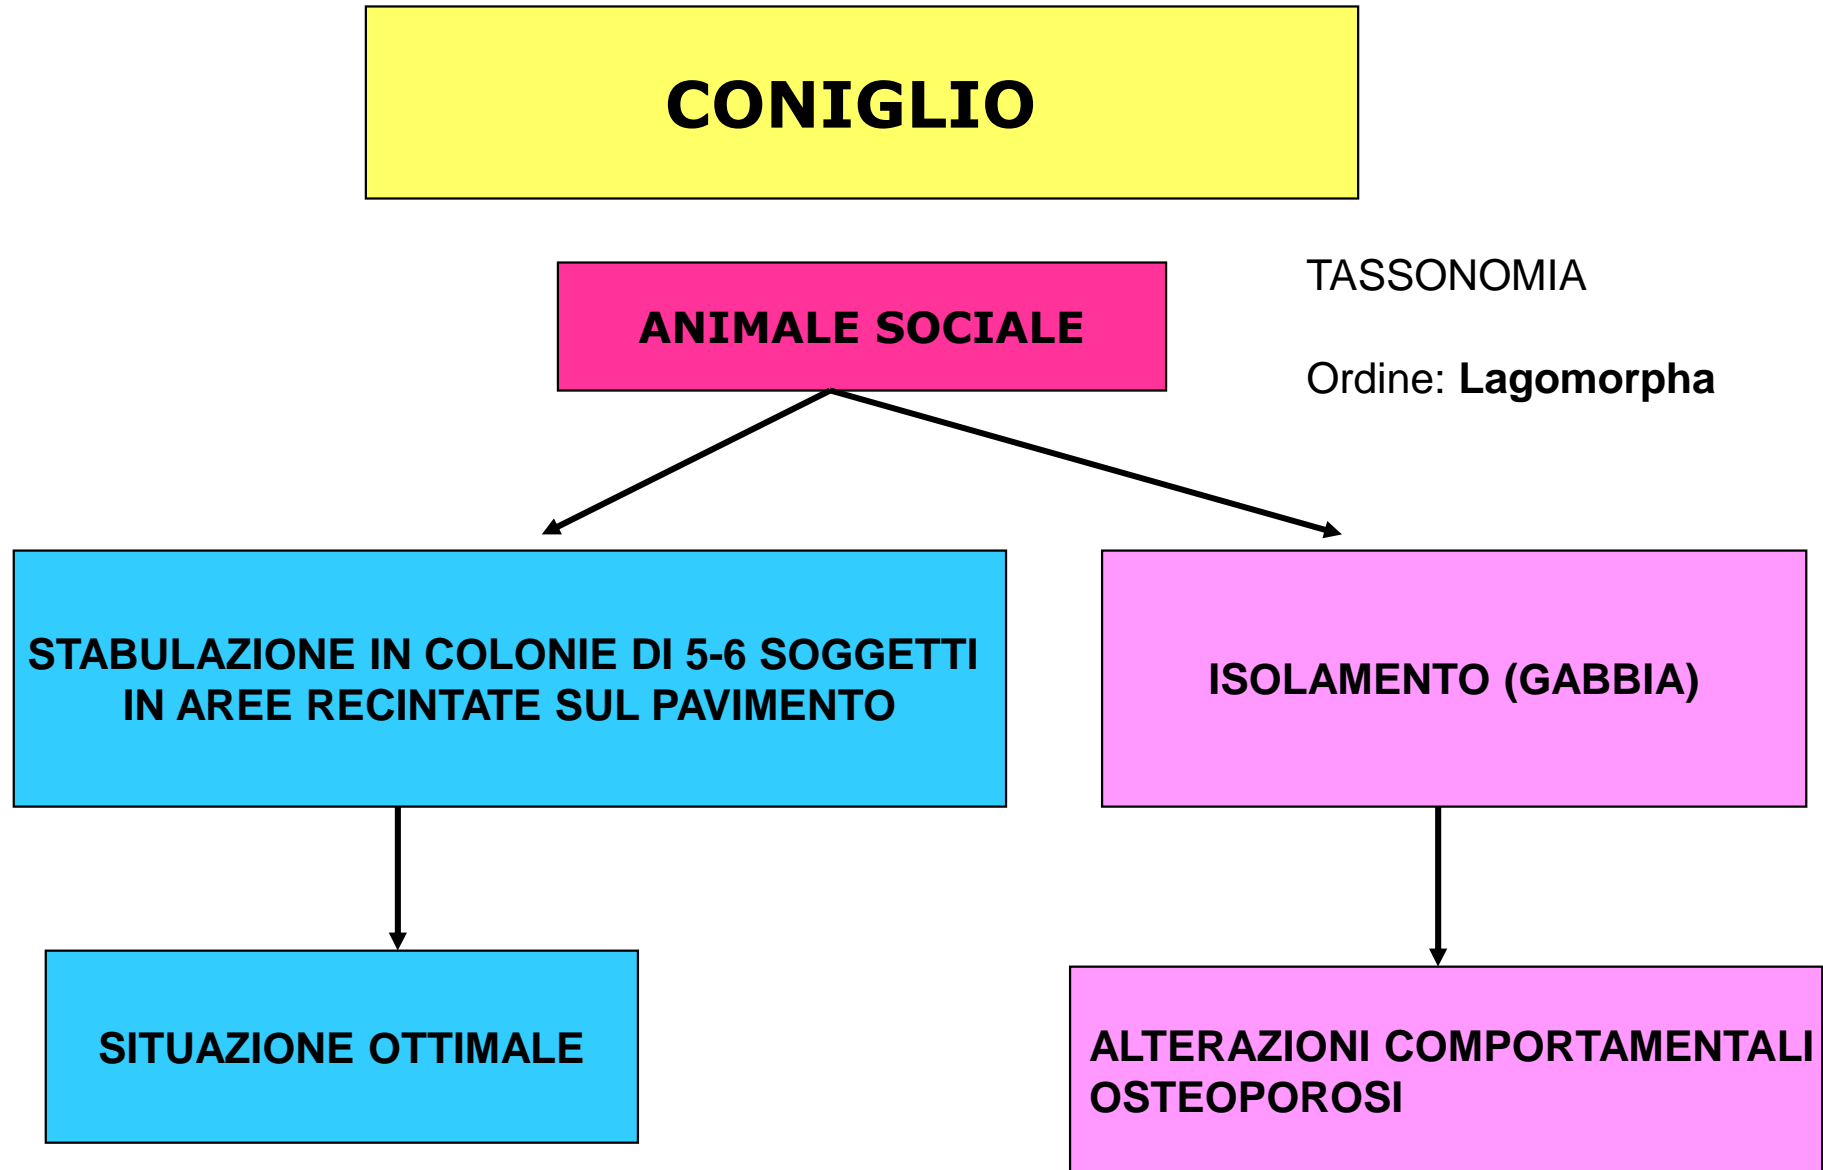 CONIGLIO
ANIMALE SOCIALE
TASSONOMIA
Ordine: Lagomorpha
STABULAZIONE IN COLONIE DI 5-6 SOGGETTI
IN AREE RECINTATE SUL PAVIMENTO
ISOLAMENTO (GABBIA)
SITUAZIONE OTTIMALE
ALTERAZIONI COMPORTAMENTALI
OSTEOPOROSI